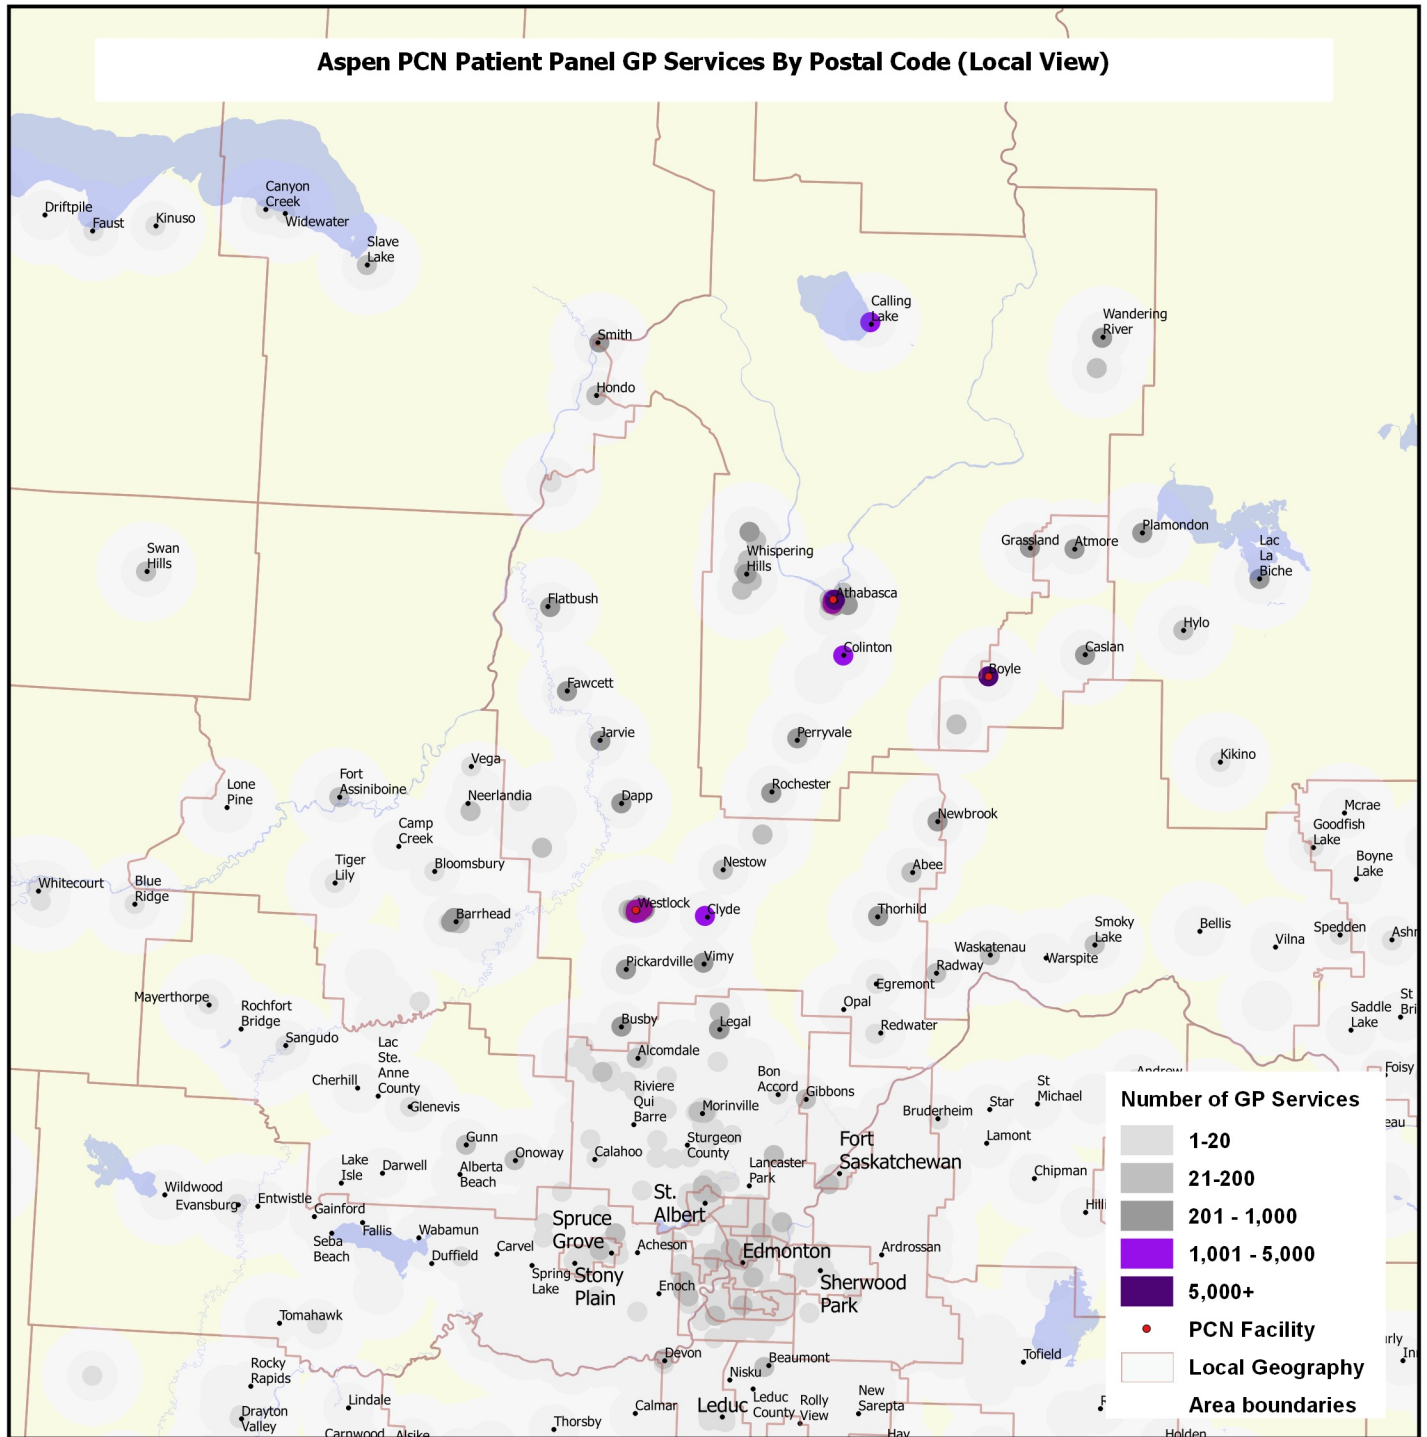 Aspen PCN Patient Panel GP Services By Postal Code (Local View)
Driftpile
Faust
Kinuso
Canyon
Creek
Widewater
Slave
Lake
Calling
Lake
Wandering
River
Smith
Hondo
Swan
Hills
Whispering
Hills
Grassland
Atmore
Plamondon
Lac
La
Biche
Flatbush
Athabasca
Hylo
Colinton
Caslan
Boyle
Fawcett
Jarvie
Perryvale
Kikino
Vega
Lone
Pine
Fort
Assiniboine
Neerlandia
Dapp
Rochester
Newbrook
Mcrae
Goodfish
Lake
Camp
Creek
Tiger
Lily
Bloomsbury
Nestow
Abee
Boyne
Lake
Whitecourt
Blue
Ridge
Barrhead
Westlock
Clyde
Thorhild
Smoky
Lake
Bellis
Vilna
Spedden
Waskatenau
Warspite
Radway
Pickardville
Vimy
Egremont
Mayerthorpe
Rochfort
Bridge
Sangudo
Opal
Redwater
Busby
Legal
Saddle
Lake
St
Alcomdale
Lac
Ste.
Anne
County
Cherhill
Glenevis
Riviere
Qui
Barre
Bon
Accord
Gibbons
Morinville
Bruderheim
Star
St
Michael
Andrew
Foisy
Gunn
Onoway
Calahoo
Sturgeon
County
Lamont
Fort
Saskatchewan
Lake
Isle
Darwell
Alberta
Beach
Lancaster
Park
Chipman
Wildwood
Evansburg
Entwistle
Gainford
Seba
Beach
Fallis
Wabamun
Duffield
Carvel
Spring
Lake
Spruce
Grove
Stony
Plain
St.
Albert
Acheson
Enoch
Edmonton
Sherwood
Park
Ardrossan
Tomahawk
Devon
Beaumont
Nisku
Tofield
Rocky
Rapids
Drayton
Valley
Lindale
Carnwood
Alsike
Thorsby
Calmar
Leduc
Leduc
County
Rolly
View
New
Sarepta
Hay
Holden
Number of GP Services
1-20
21-200
201 - 1,000
1,001 - 5,000
5,000+
PCN Facility
Local Geography
Area boundaries